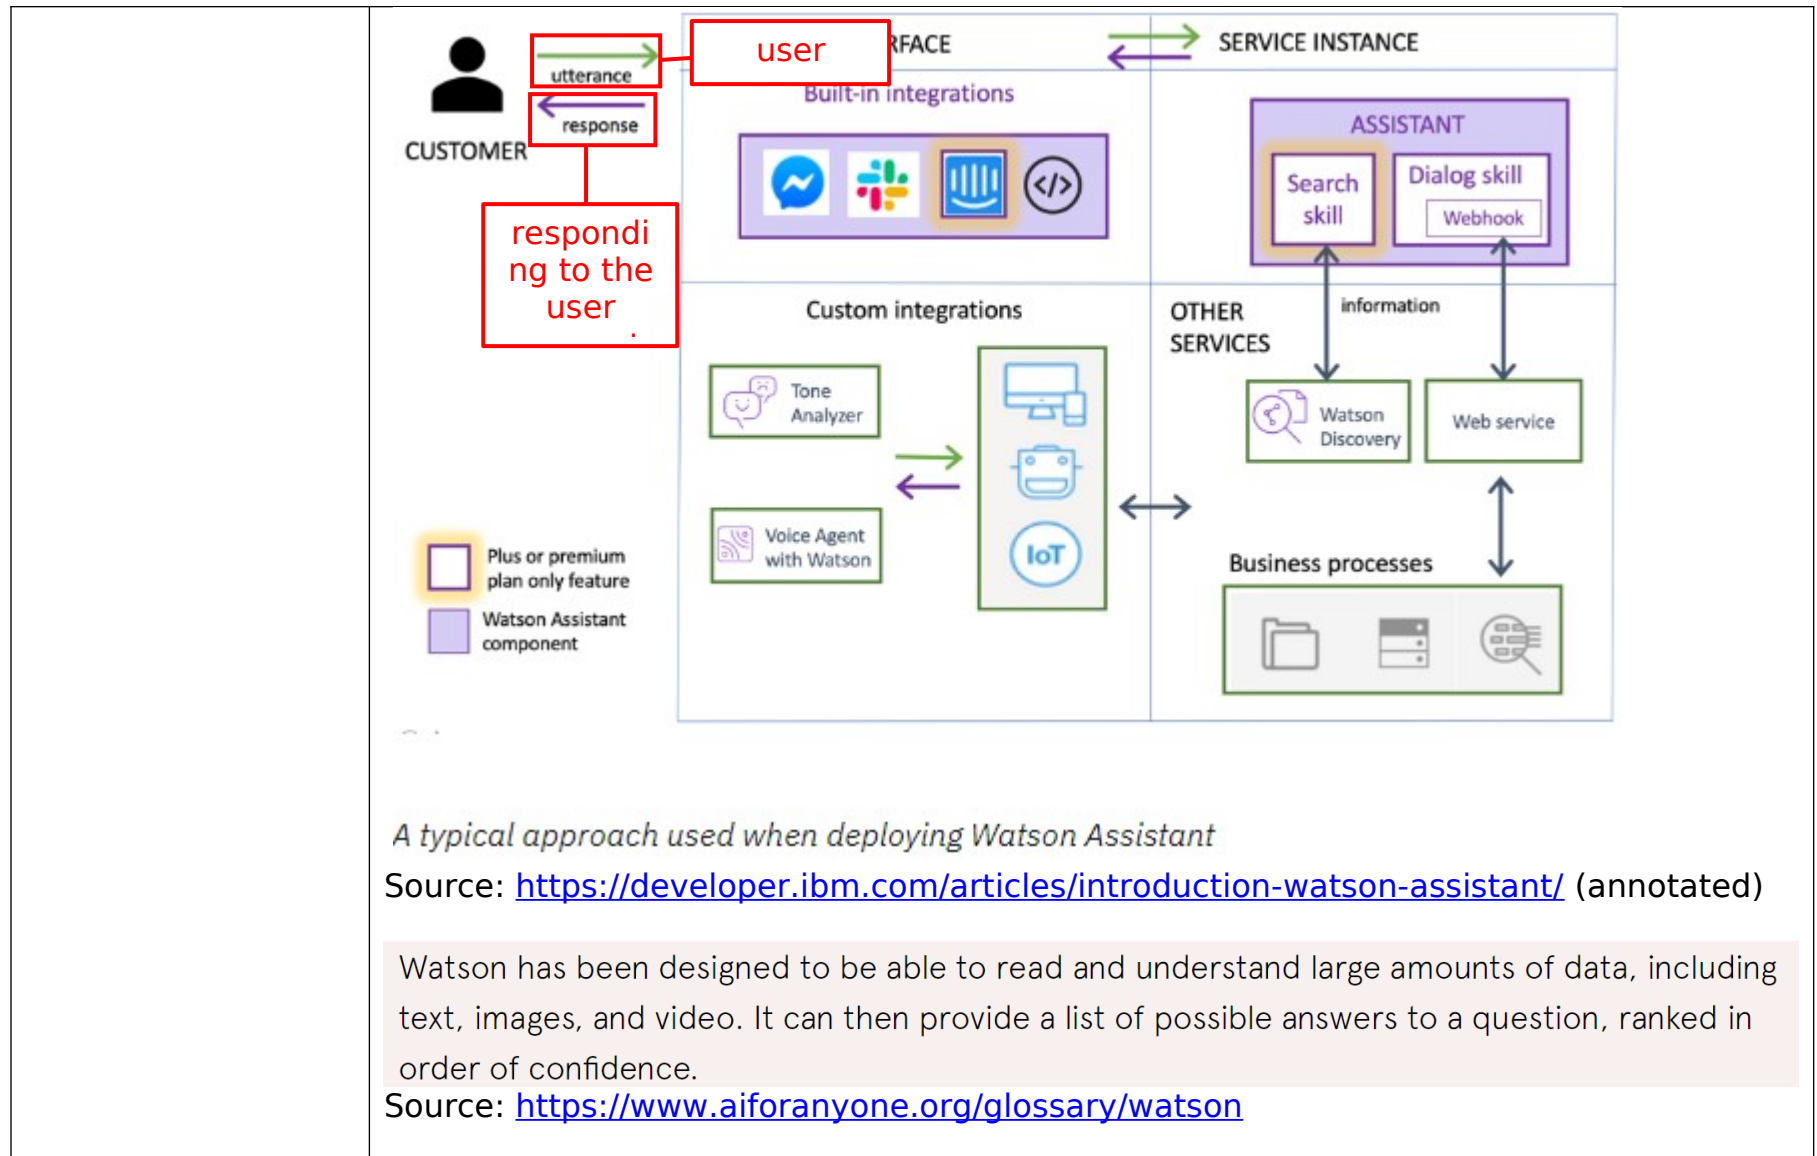 user
RFACE
SERVICE INSTANCE
utterance
response
CUSTOMER
respondi
ng to the
user
.
Built-in integrations
</>
ASSISTANT
Search
skill
Dialog skill
Webhook
Custom integrations
Tone
Analyzer
Voice Agent
with Watson
IoT
OTHER
SERVICES
information
Watson
Discovery
Web service
Business processes
Plus or premium
plan only feature
Watson Assistant
component
A typical approach used when deploying Watson Assistant
Source: https://developer.ibm.com/articles/introduction-watson-assistant/ (annotated)
Watson has been designed to be able to read and understand large amounts of data, including
text, images, and video. It can then provide a list of possible answers to a question, ranked in
order of confidence.
Source: https://www.aiforanyone.org/glossary/watson